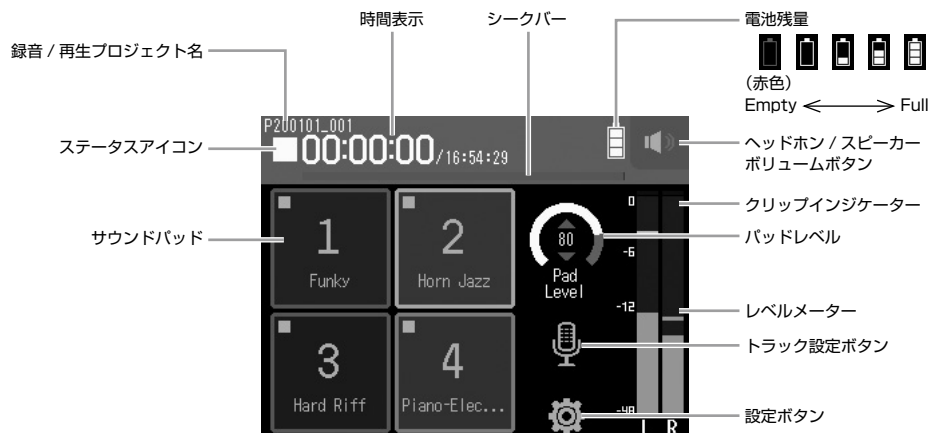 時間表示
シークバー
電池残量
録音 / 再生プロジェクト名
(赤色)
Empty Full
P200101_001
ステータスアイコン
00:00:00/16:54:29
ヘッドホン / スピーカー
ボリュームボタン
クリップインジケーター
サウンドパッド
パッドレベル
1
Funky
2
Horn Jazz
80
Pad
Level
0
-6
-12
-48
L R
レベルメーター
トラック設定ボタン
3
Hard Riff
4
Piano-Elec...
設定ボタン